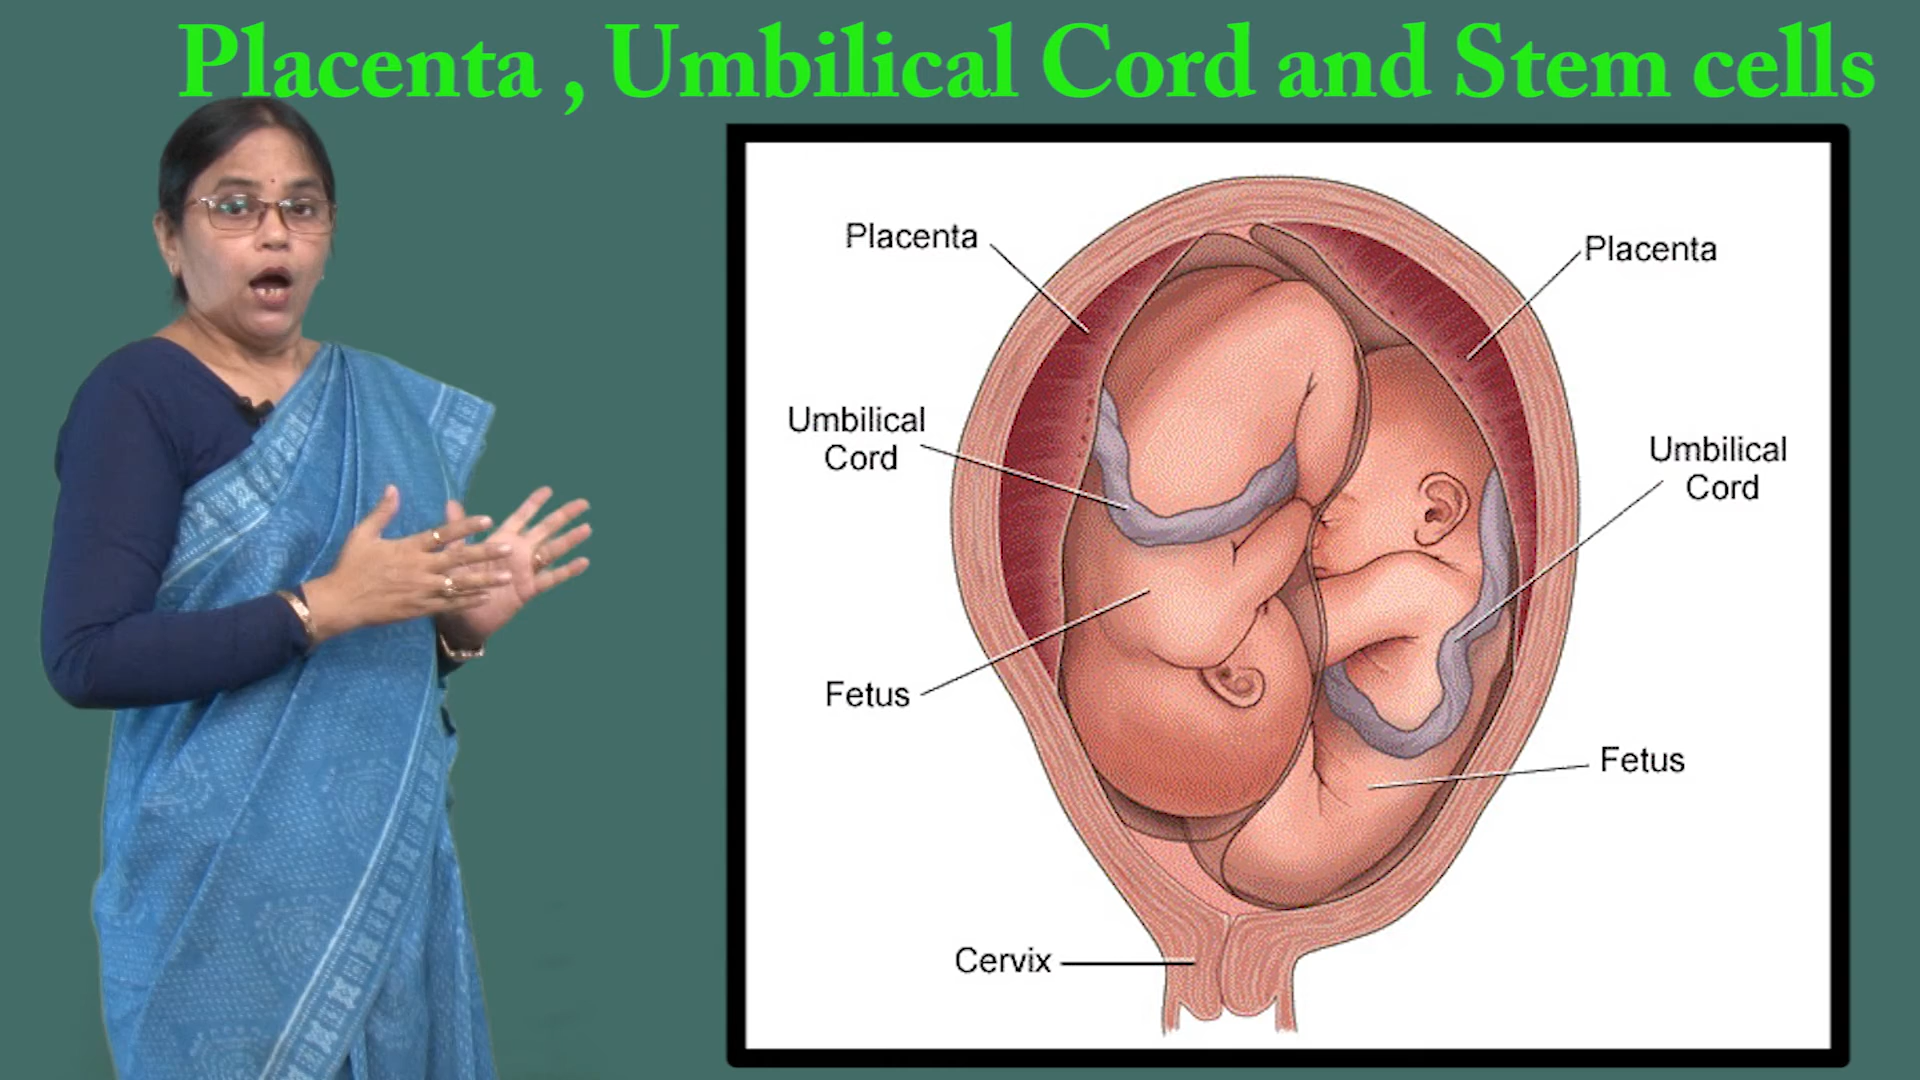 Placenta , Umbilical Cord and Stem cells
Placenta
Placenta
Umbilical
Cord
Umbilical
Cord
Fetus
Fetus
Cervix